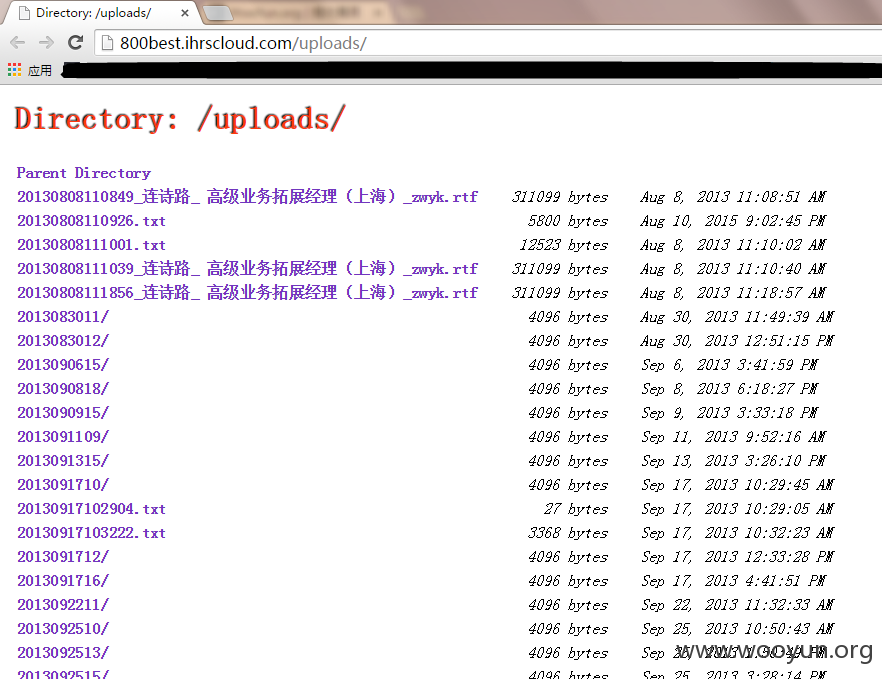 Directory: /uploads/
800best.ihrscloud.com/uploads/
应用
Directory: /uploads/
Parent Directory
20130808110849_连诗路_ 高级业务拓展经理（上海）_zwyk.rtf 311099 bytes Aug 8, 2013 11:08:51 AM
20130808110926.txt 5800 bytes Aug 10, 2015 9:02:45 PM
20130808111001.txt 12523 bytes Aug 8, 2013 11:10:02 AM
20130808111039_连诗路_ 高级业务拓展经理（上海）_zwyk.rtf 311099 bytes Aug 8, 2013 11:10:40 AM
20130808111856_连诗路_ 高级业务拓展经理（上海）_zwyk.rtf 311099 bytes Aug 8, 2013 11:18:57 AM
2013083011/ 4096 bytes Aug 30, 2013 11:49:39 AM
2013083012/ 4096 bytes Aug 30, 2013 12:51:15 PM
2013090615/ 4096 bytes Sep 6, 2013 3:41:59 PM
2013090818/ 4096 bytes Sep 8, 2013 6:18:27 PM
2013090915/ 4096 bytes Sep 9, 2013 3:33:18 PM
2013091109/ 4096 bytes Sep 11, 2013 9:52:16 AM
2013091315/ 4096 bytes Sep 13, 2013 3:26:10 PM
2013091710/ 4096 bytes Sep 17, 2013 10:29:45 AM
20130917102904.txt 27 bytes Sep 17, 2013 10:29:05 AM
20130917103222.txt 3368 bytes Sep 17, 2013 10:32:23 AM
2013091712/ 4096 bytes Sep 17, 2013 12:33:28 PM
2013091716/ 4096 bytes Sep 17, 2013 4:41:51 PM
2013092211/ 4096 bytes Sep 22, 2013 11:32:33 AM
2013092510/ 4096 bytes Sep 25, 2013 10:50:43 AM
2013092513/ 4096 bytes Sep
www.wooyun.org
2013092515/ 4096 bytes Sep 25, 2013 3:28:14 PM